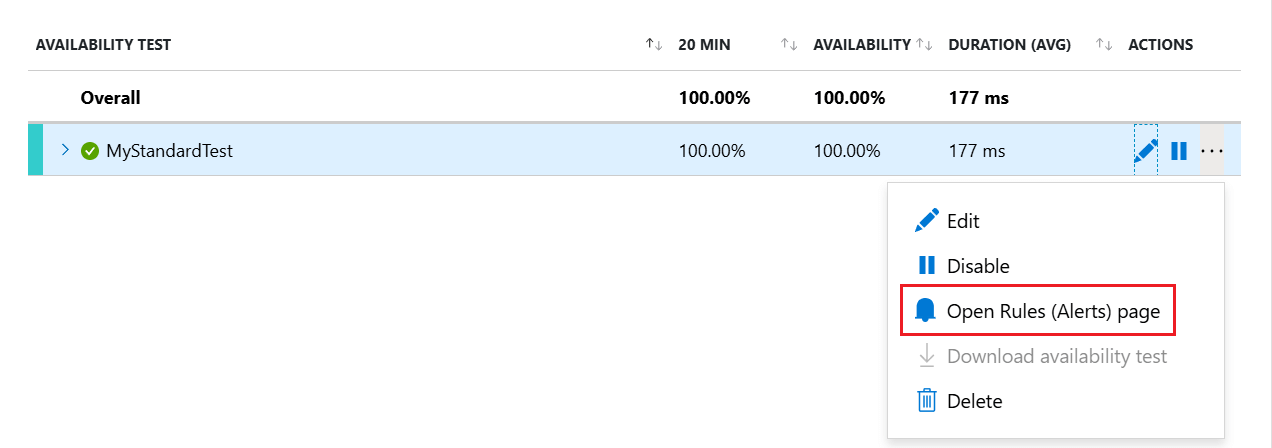 AVAILABILITY TEST 20 MIN AVAILABILITY DURATION (AVG) ACTIONS
Overall 100.00% 100.00% 177 ms
MyStandardTest 100.00% 100.00% 177 ms
Edit
Disable
Open Rules (Alerts) page
Download availability test
Delete